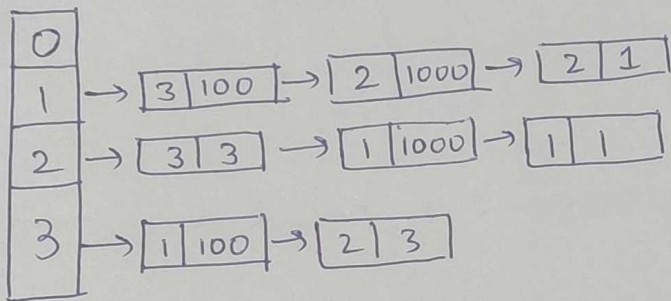 0
1 → 3 | 100 → 2 | 1000 → 2 | 1
2 → 3 | 3 → 1 | 1000 → 1 | 1
3 → 1 | 100 → 2 | 3